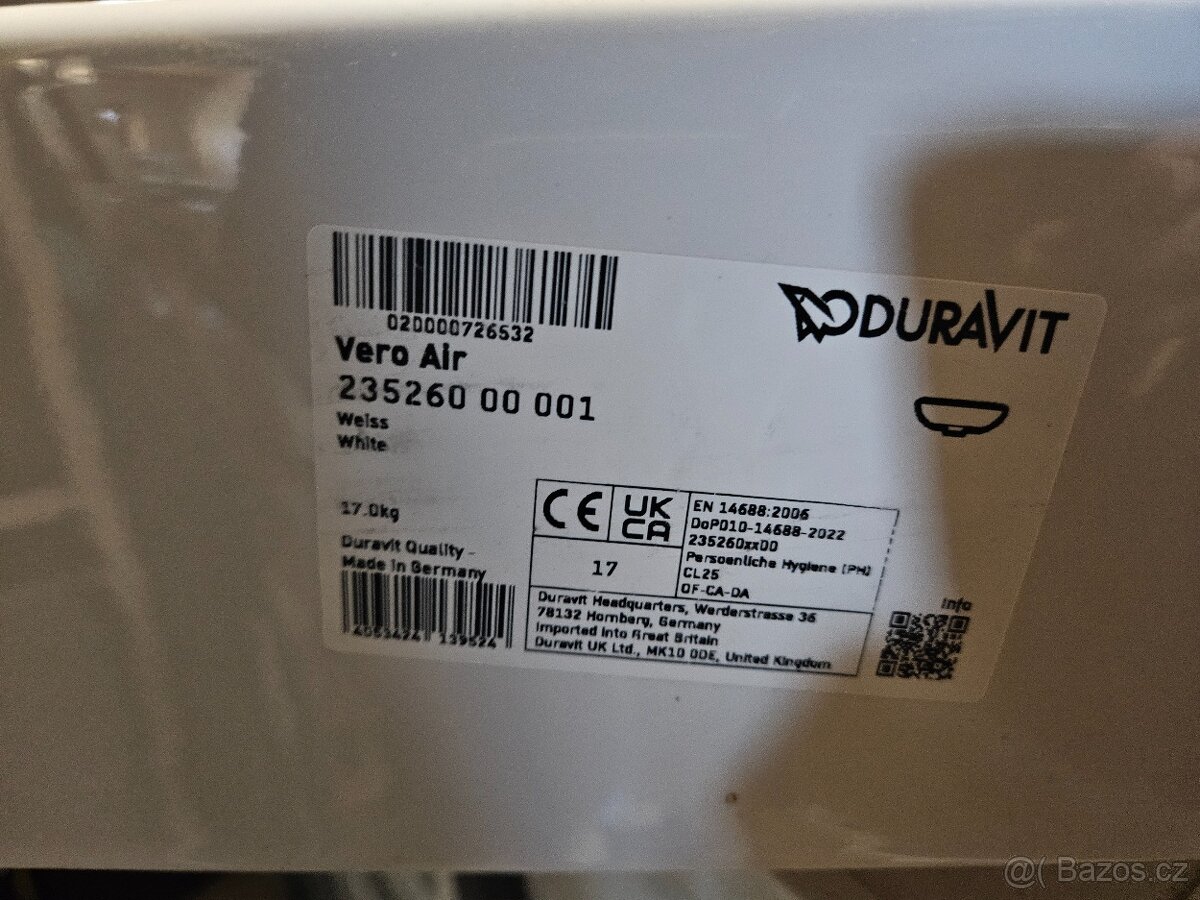 020000726532
Vero Air
235260 00 001
Weiss
White
17.0kg
Duravit Quality -
Made in Germany
4053424 139524
DURAVIT
CE
UK
CA
17
EN 14688:2006
DoP010-14688-2022
235260xx00
Persoenliche Hygiene (PH)
CL25
OF-CA-DA
Duravit Headquarters, Werderstrasse 36
78132 Hornberg, Germany
Imported into Great Britain
Duravit UK Ltd., MK10 0DE, United Kingdom
Info
@( Bazos.cz